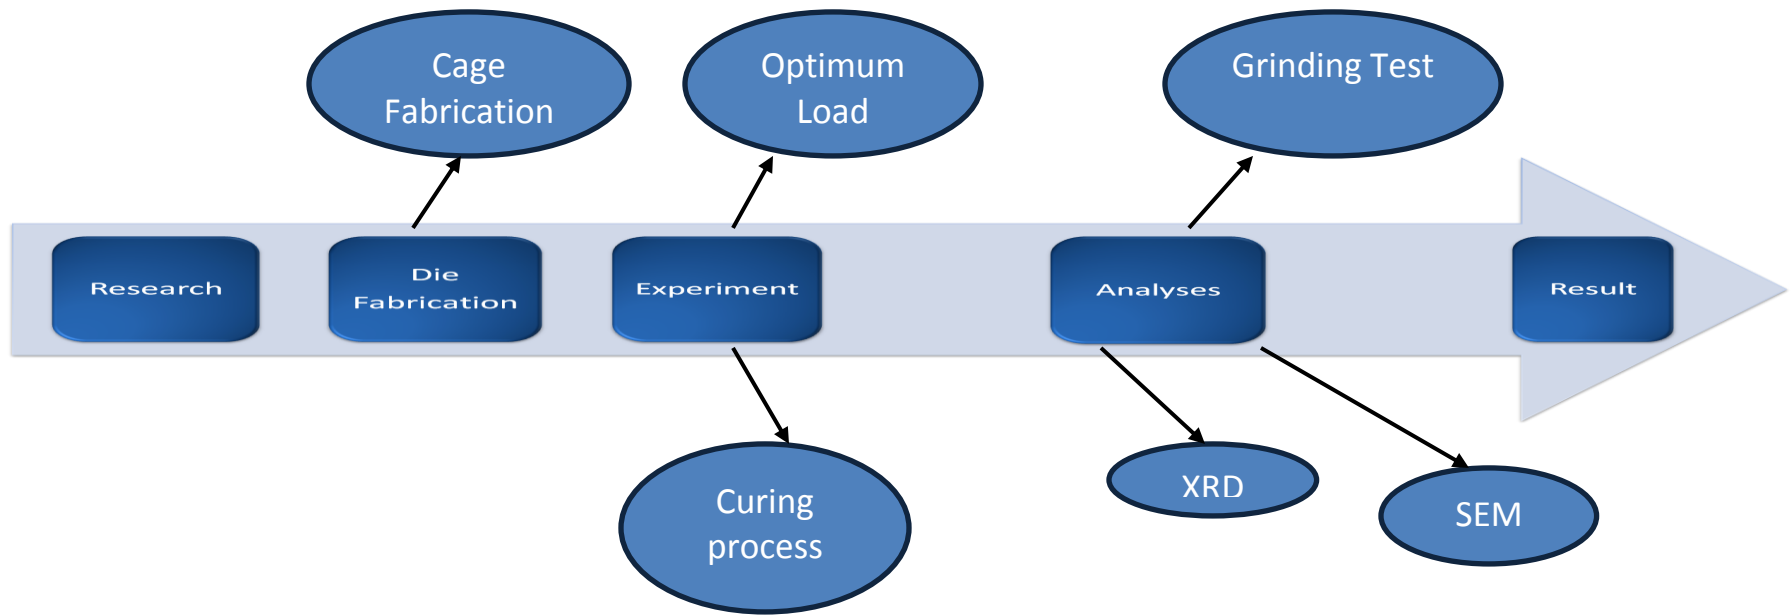 Cage
Fabrication
Optimum
Load
Grinding Test
Research
Die
Fabrication
Experiment
Analyses
Result
Curing
process
XRD
SEM